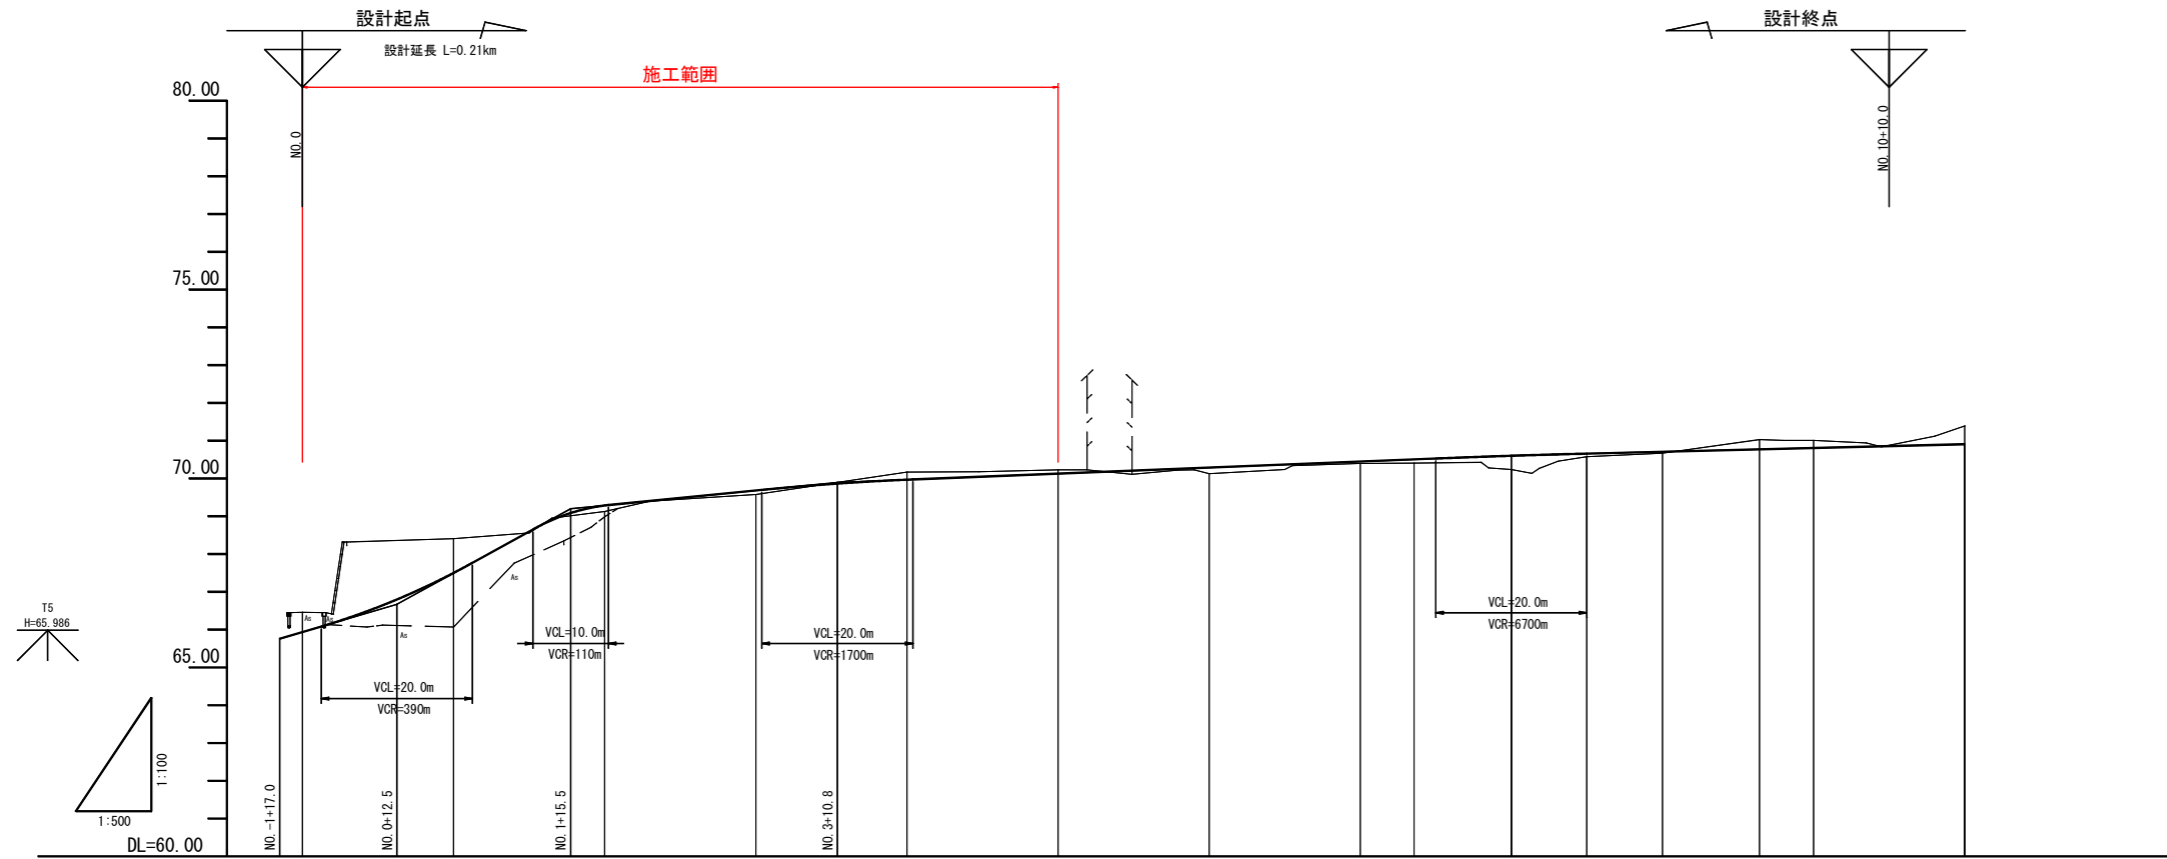 設計起点
設計終点
設計延長 L=0.21km
施工範囲
80.00
NO.0
NO.10+10.0
75.00
70.00
T5
H=65.986
As
As
As
As
VCL=10.0m
VCR=110m
VCL=20.0m
VCR=1700m
VCL=20.0m
VCR=6700m
65.00
VCL=20.0m
VCR=390m
1:100
1:500
NO.-1+17.0
NO.0+12.5
NO.1+15.5
NO.3+10.8
DL=60.00